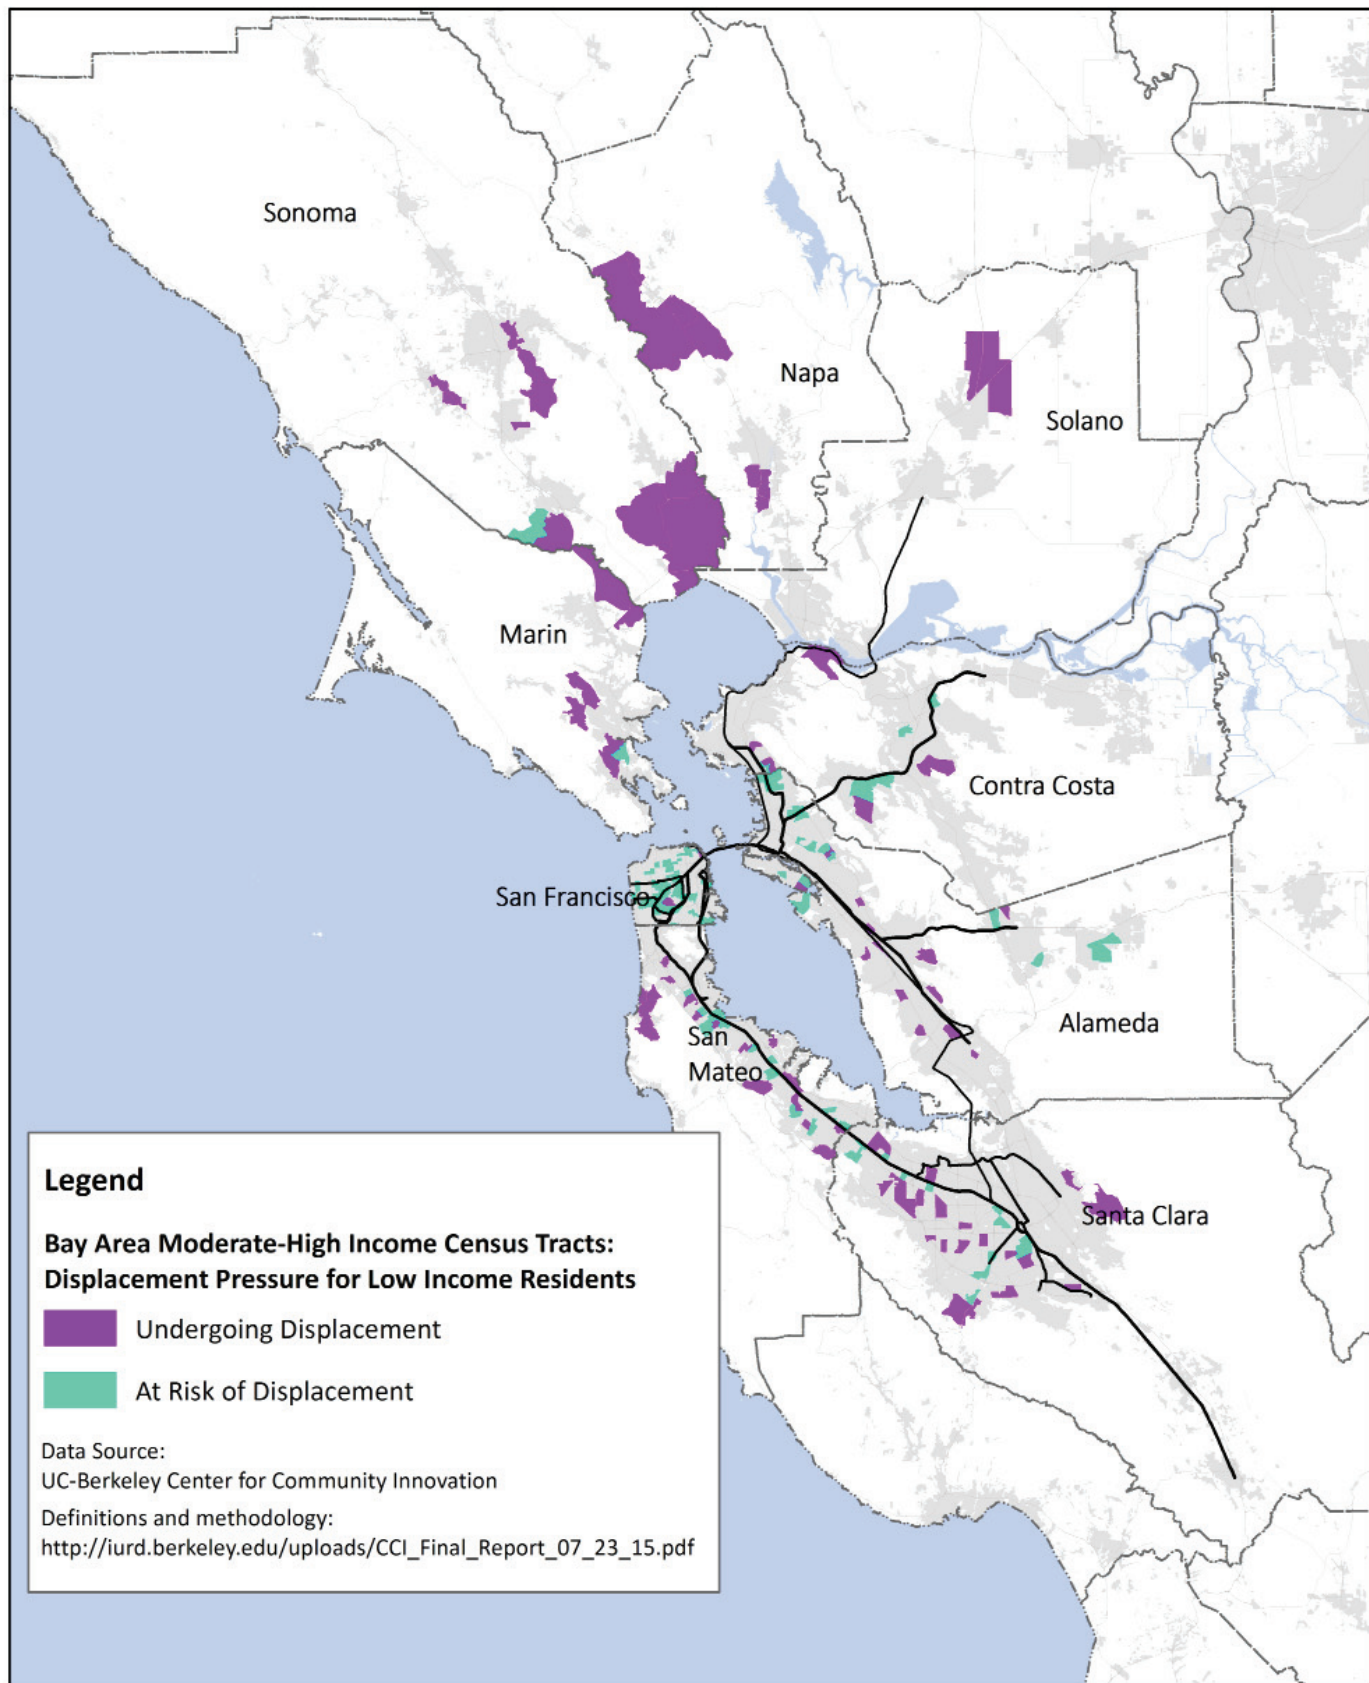 Sonoma
Napa
Solano
Marin
Contra Costa
San Francisco
Alameda
San
Mateo
Santa Clara
Legend
Bay Area Moderate-High Income Census Tracts:
Displacement Pressure for Low Income Residents
Undergoing Displacement
At Risk of Displacement
Data Source:
UC-Berkeley Center for Community Innovation
Definitions and methodology:
http://iurd.berkeley.edu/uploads/CCI_Final_Report_07_23_15.pdf